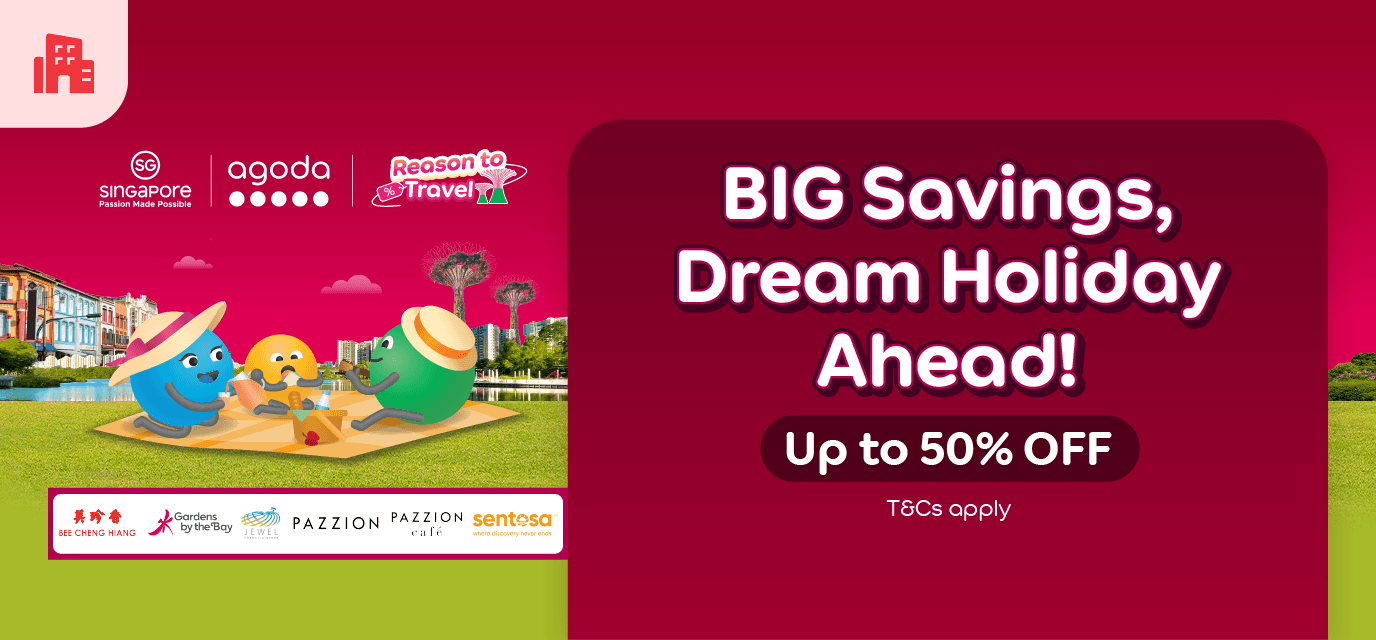 SG
SINGAPORE
Passion Made Possible
agoda
Reason to
% Travel
BIG Savings,
Dream Holiday
Ahead!
Up to 50% OFF
T&Cs apply
美珍香
BEE CHENG HIANG
Gardens
by the Bay
JEWEL
PAZZION
PAZZION
café
sentosa
where discovery never ends